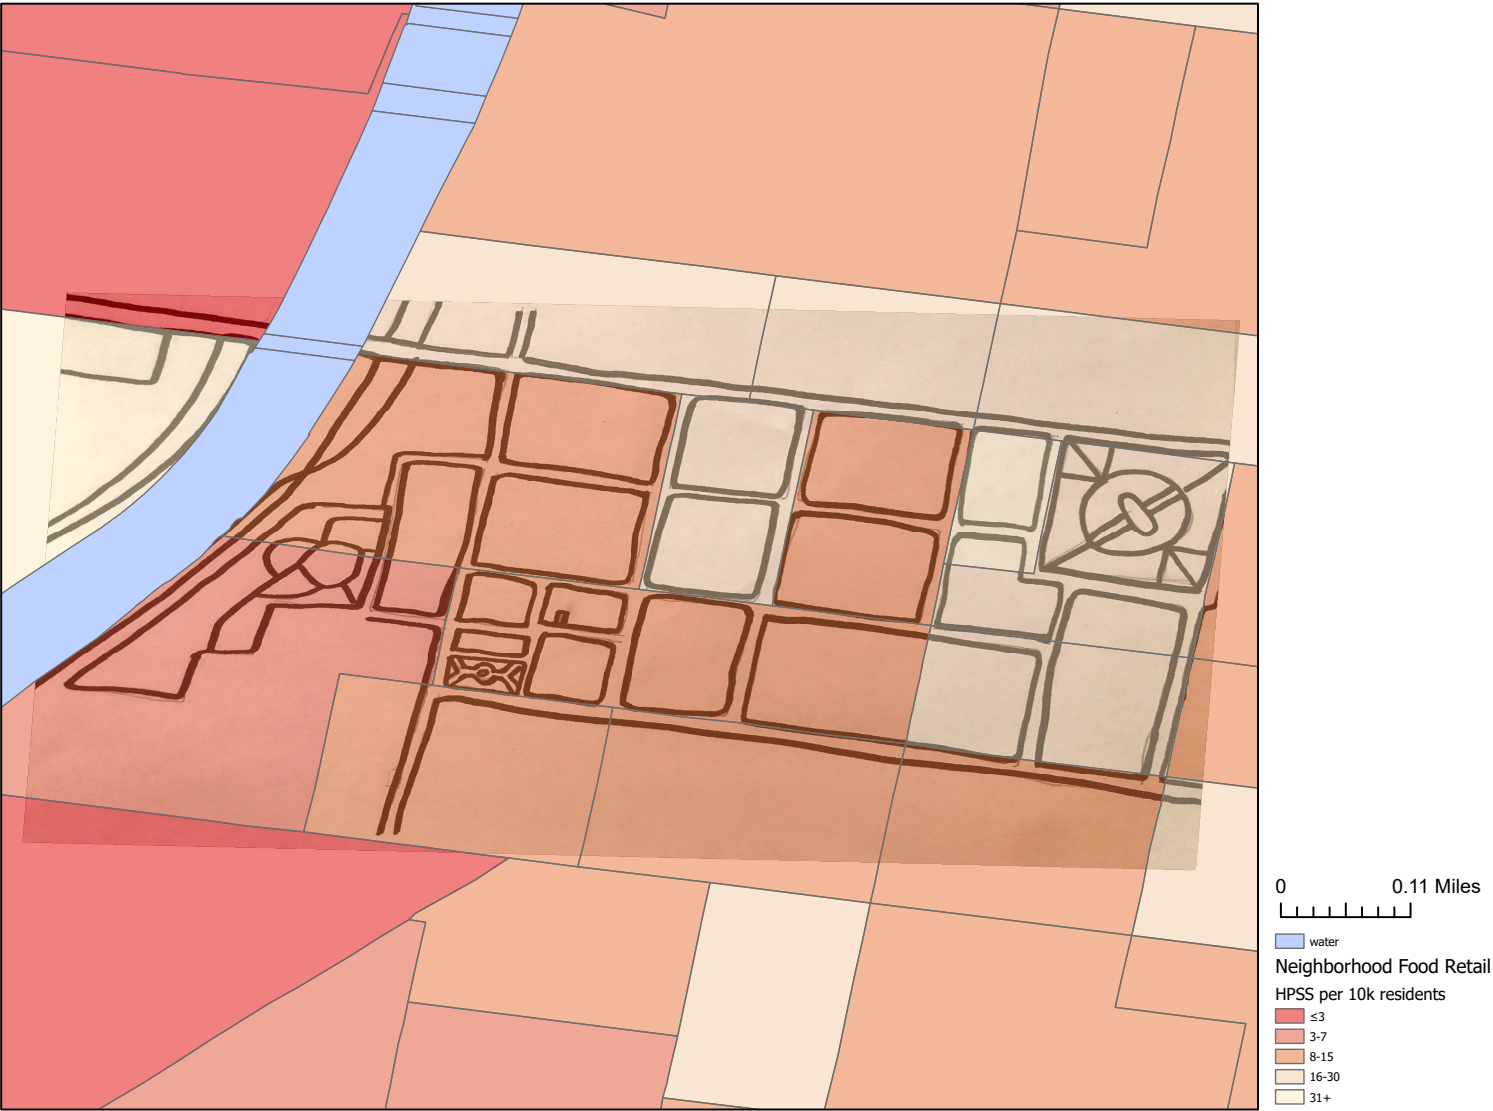 0 0.11 Miles
water
Neighborhood Food Retail
HPSS per 10k residents
≤3
3-7
8-15
16-30
31+